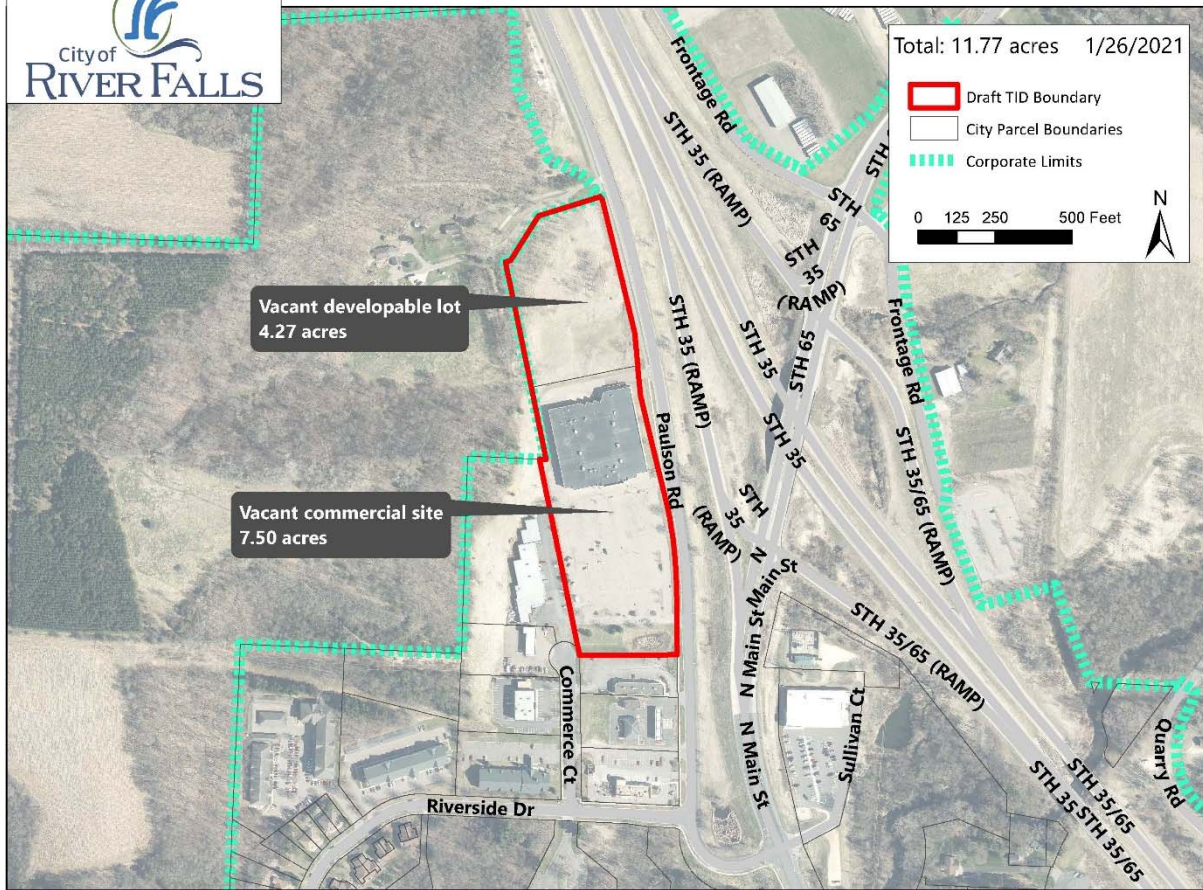 City of
RIVER FALLS
Total: 11.77 acres 1/26/2021
Draft TID Boundary
City Parcel Boundaries
Corporate Limits
0 125 250 500 Feet
N
Frontage Rd
STH 35 (RAMP)
STH 65
STH
65
STH
35
(RAMP)
Vacant developable lot
4.27 acres
STH 35 (RAMP)
STH 35
STH 65
Frontage Rd
STH 35/65 (RAMP)
Paulson Rd
STH 35
Vacant commercial site
7.50 acres
STH
35
(RAMP)
N Main St
N Main St
N Main St
STH 35/65 (RAMP)
Commerce Ct
Sullivan Ct
Riverside Dr
Quarry Rd
STH 35/65
STH 35
STH 35/65